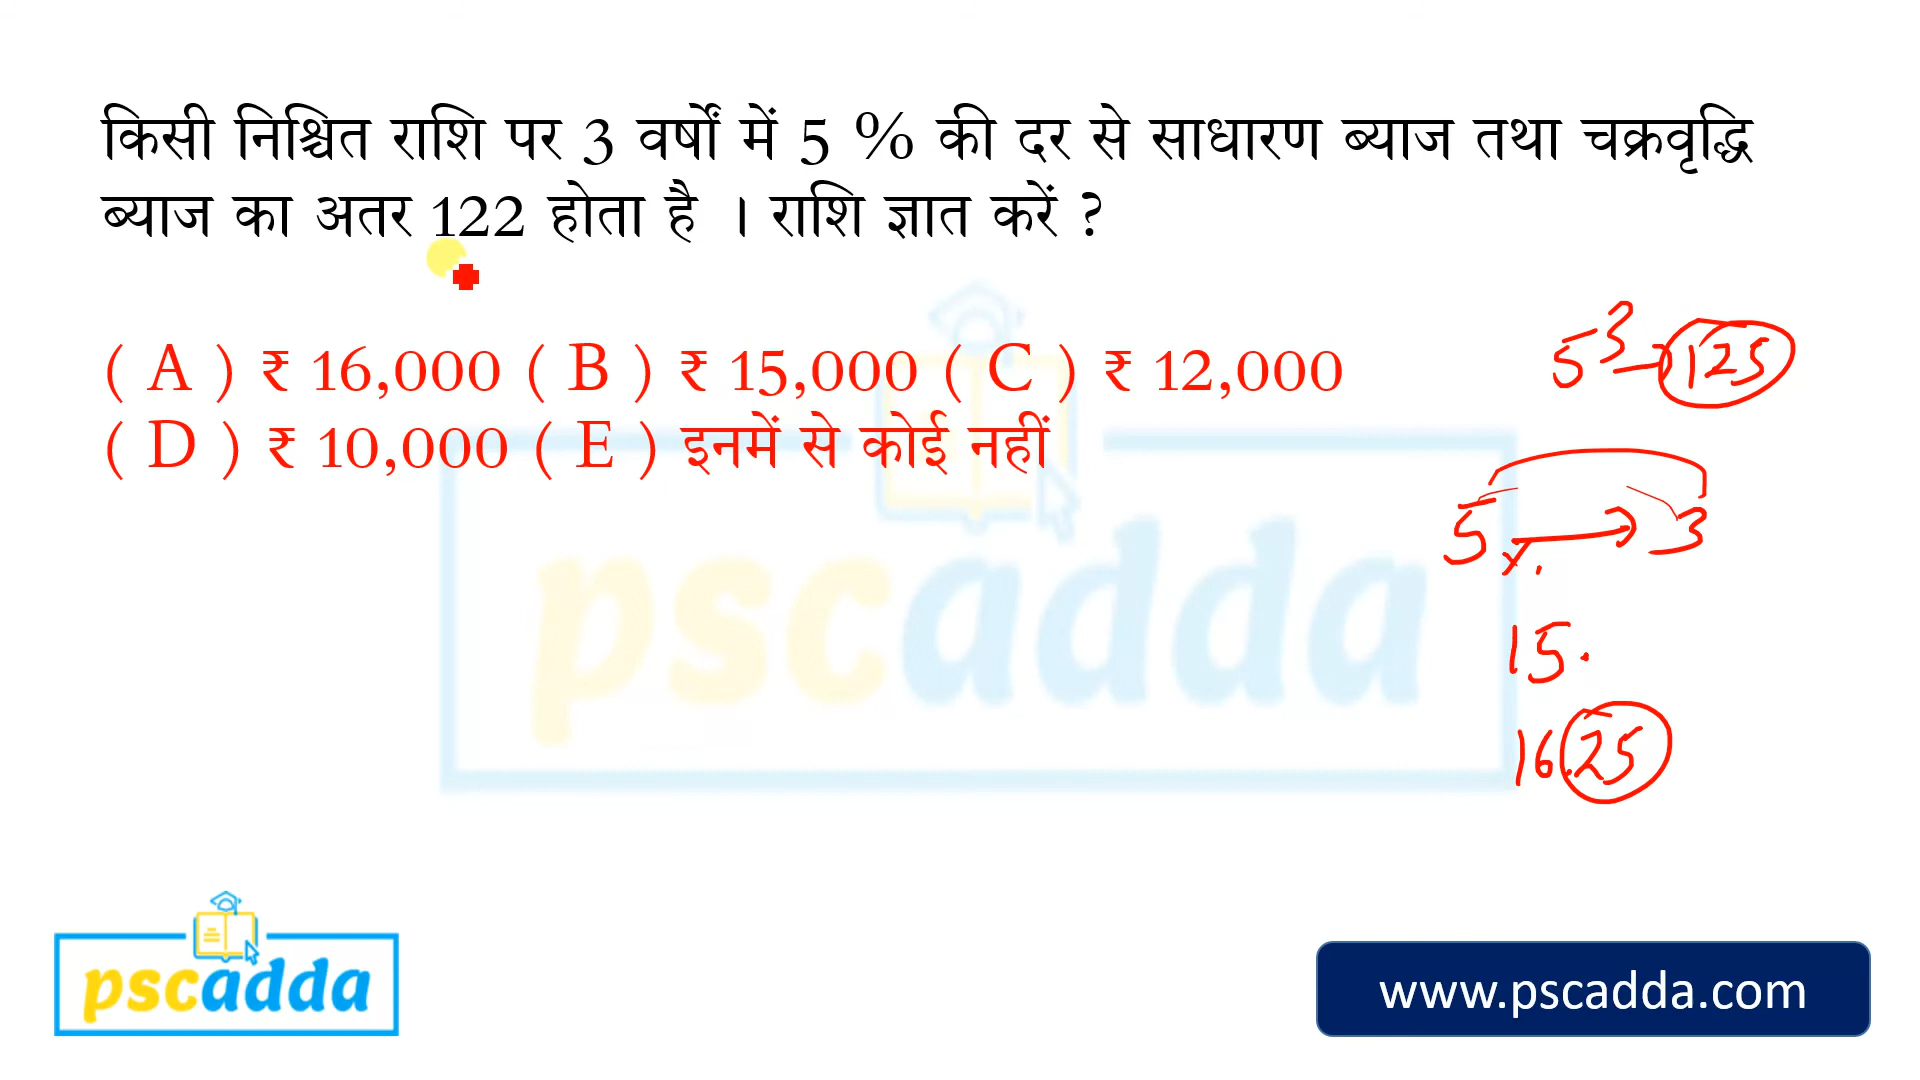 किसी निश्चित राशि पर 3 वर्षों में 5 % की दर से साधारण ब्याज तथा चक्रवृद्धि
ब्याज का अतर 122 होता है । राशि ज्ञात करें ?
( A ) ₹ 16,000 ( B ) ₹ 15,000 ( C ) ₹ 12,000
( D ) ₹ 10,000 ( E ) इनमें से कोई नहीं
5³→125
5%. → 3
15.
16.25
pscadda
pscadda
www.pscadda.com